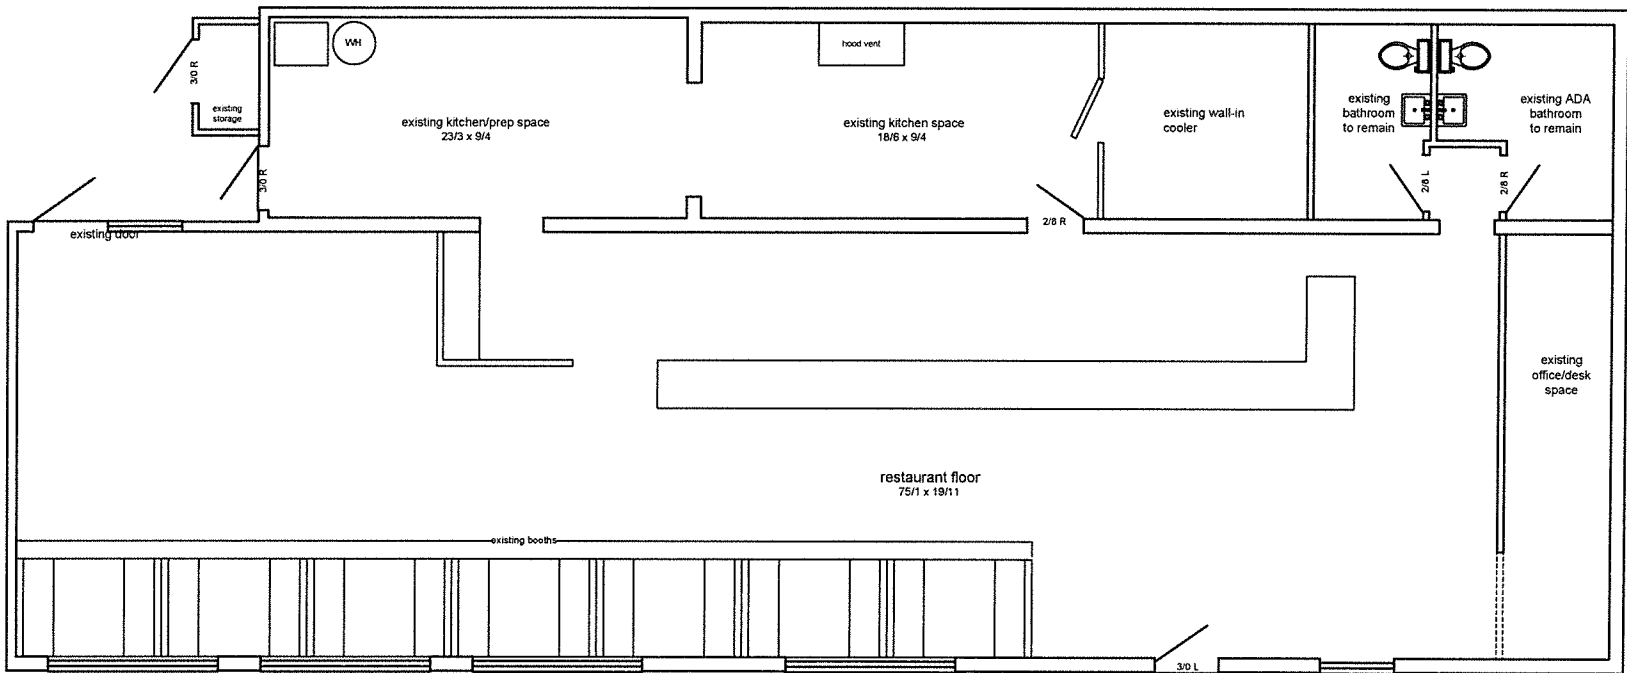 WH
hood vent
3/0 R
existing
storage
existing kitchen/prep space
23/3 x 9/4
existing kitchen space
18/6 x 9/4
existing wall-in
cooler
existing
bathroom
to remain
existing ADA
bathroom
to remain
3/0 R
2/8 L
2/8 R
2/8 R
existing door
existing
office/desk
space
restaurant floor
75/1 x 19/11
existing booths
3/0 L